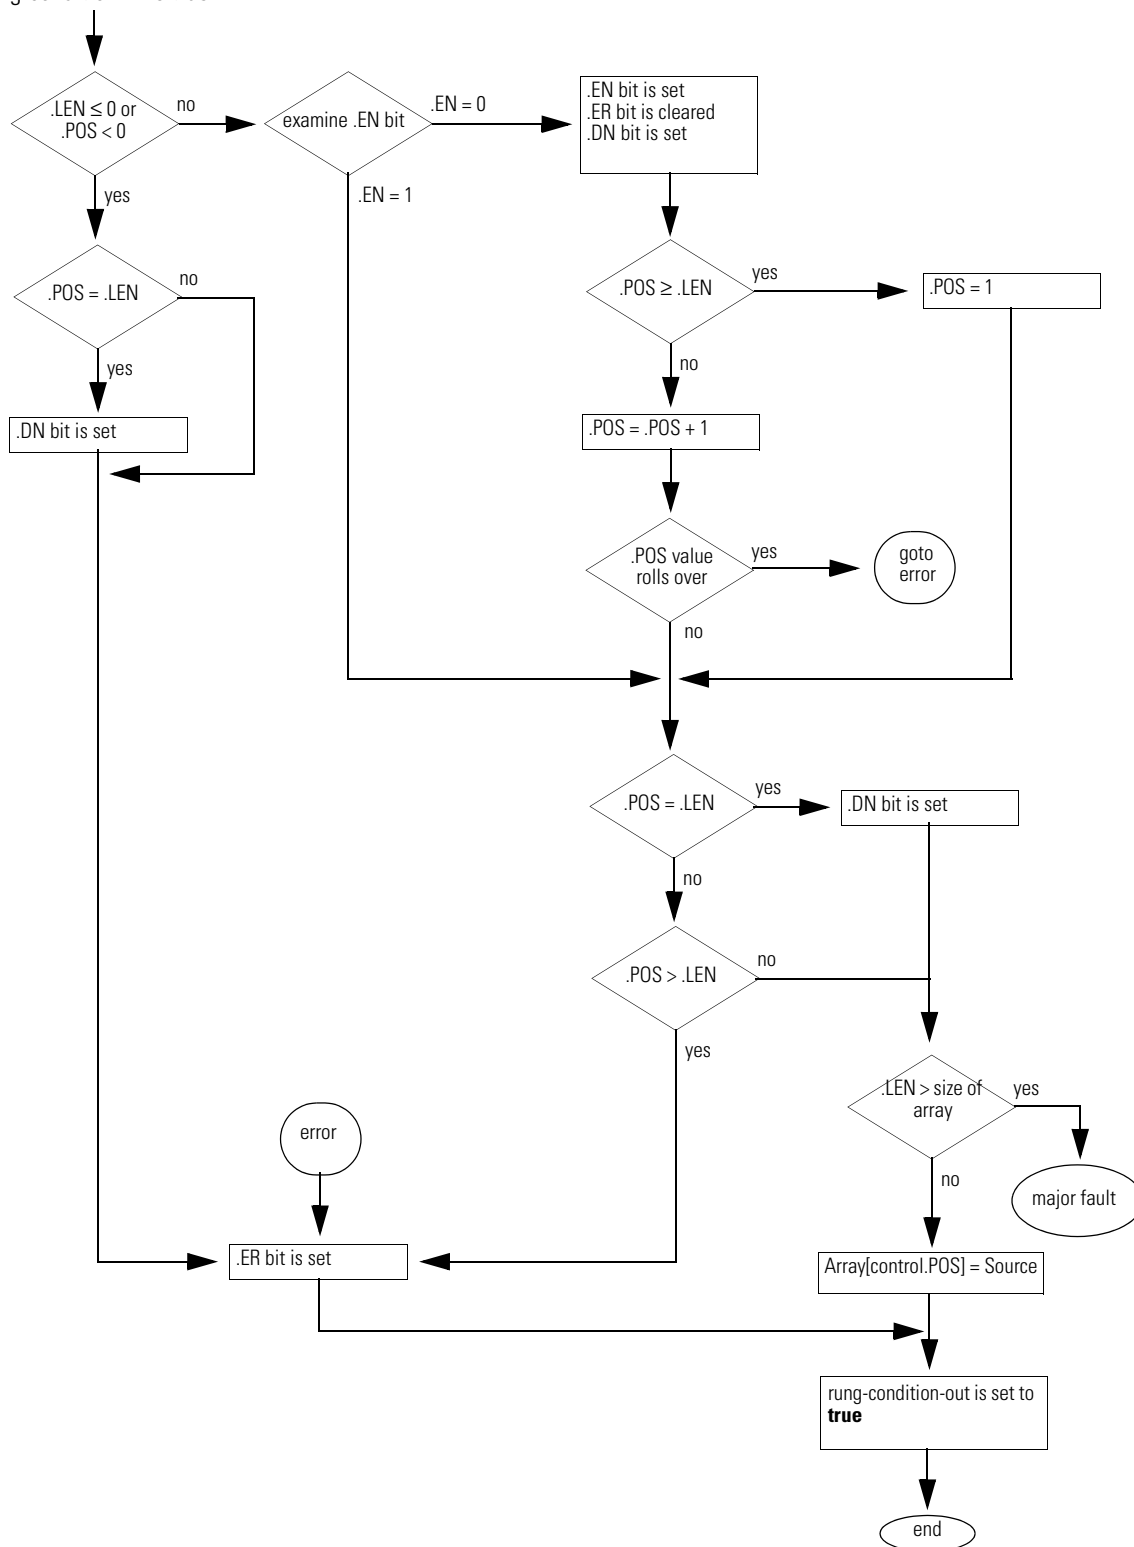 .LEN ≤ 0 or
.POS < 0
no
examine .EN bit
.EN = 0
.EN bit is set
.ER bit is cleared
.DN bit is set
yes
.EN = 1
.POS = .LEN
no
.POS ≥ .LEN
yes
.POS = 1
yes
no
.DN bit is set
.POS = .POS + 1
.POS value
rolls over
yes
goto
error
no
.POS = .LEN
yes
.DN bit is set
no
.POS > .LEN
no
yes
.LEN > size of
array
yes
error
no
major fault
.ER bit is set
Array[control.POS] = Source
rung-condition-out is set to
true
end